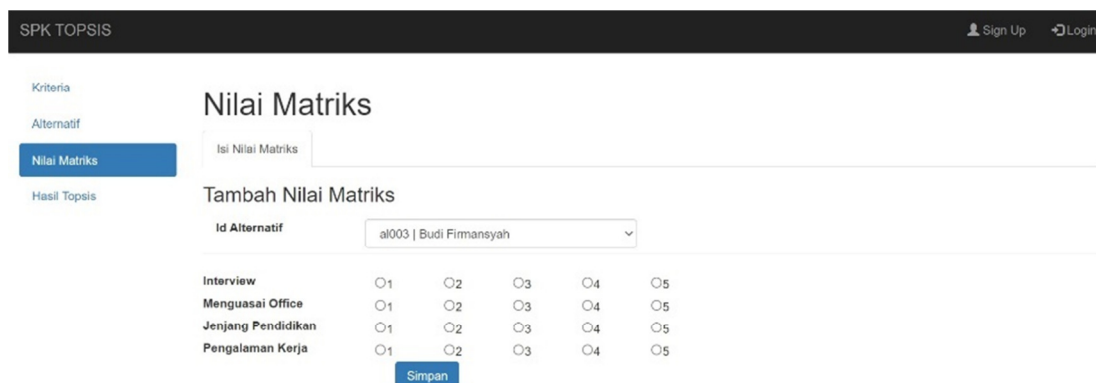 SPK TOPSIS Sign Up Login
Kriteria
Alternatif
Nilai Matriks
Hasil Topsis
Nilai Matriks
Isi Nilai Matriks
Tambah Nilai Matriks
Id Alternatif al003 | Budi Firmansyah
Interview 1 2 3 4 5
Menguasai Office 1 2 3 4 5
Jenjang Pendidikan 1 2 3 4 5
Pengalaman Kerja 1 2 3 4 5
Simpan